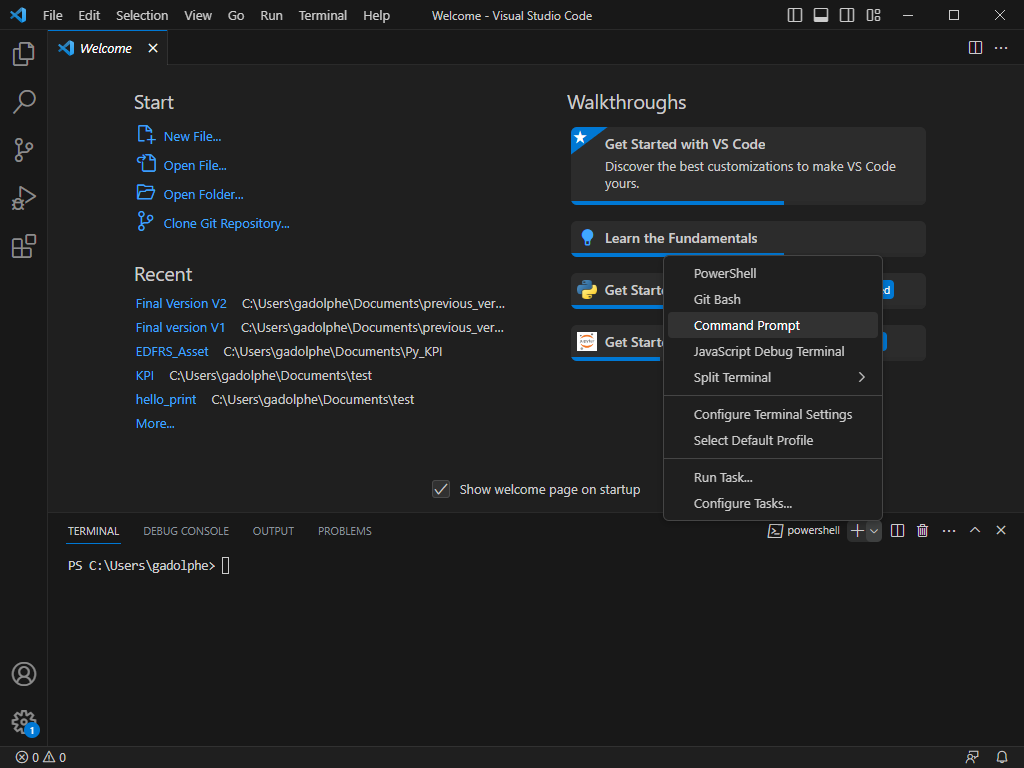 File Edit Selection View Go Run Terminal Help Welcome - Visual Studio Code
Welcome
Start
New File...
Open File...
Open Folder...
Clone Git Repository...
Recent
Final Version V2 C:\Users\gadolphe\Documents\previous_ver...
Final version V1 C:\Users\gadolphe\Documents\previous_ver...
EDFRS_Asset C:\Users\gadolphe\Documents\Py_KPI
KPI C:\Users\gadolphe\Documents\test
hello_print C:\Users\gadolphe\Documents\test
More...
Walkthroughs
Get Started with VS Code
Discover the best customizations to make VS Code
yours.
Learn the Fundamentals
Get Starte
ed
Get Starte
PowerShell
Git Bash
Command Prompt
JavaScript Debug Terminal
Split Terminal
Configure Terminal Settings
Select Default Profile
Run Task...
Configure Tasks...
Show welcome page on startup
TERMINAL DEBUG CONSOLE OUTPUT PROBLEMS powershell
PS C:\Users\gadolphe>
1
0 0